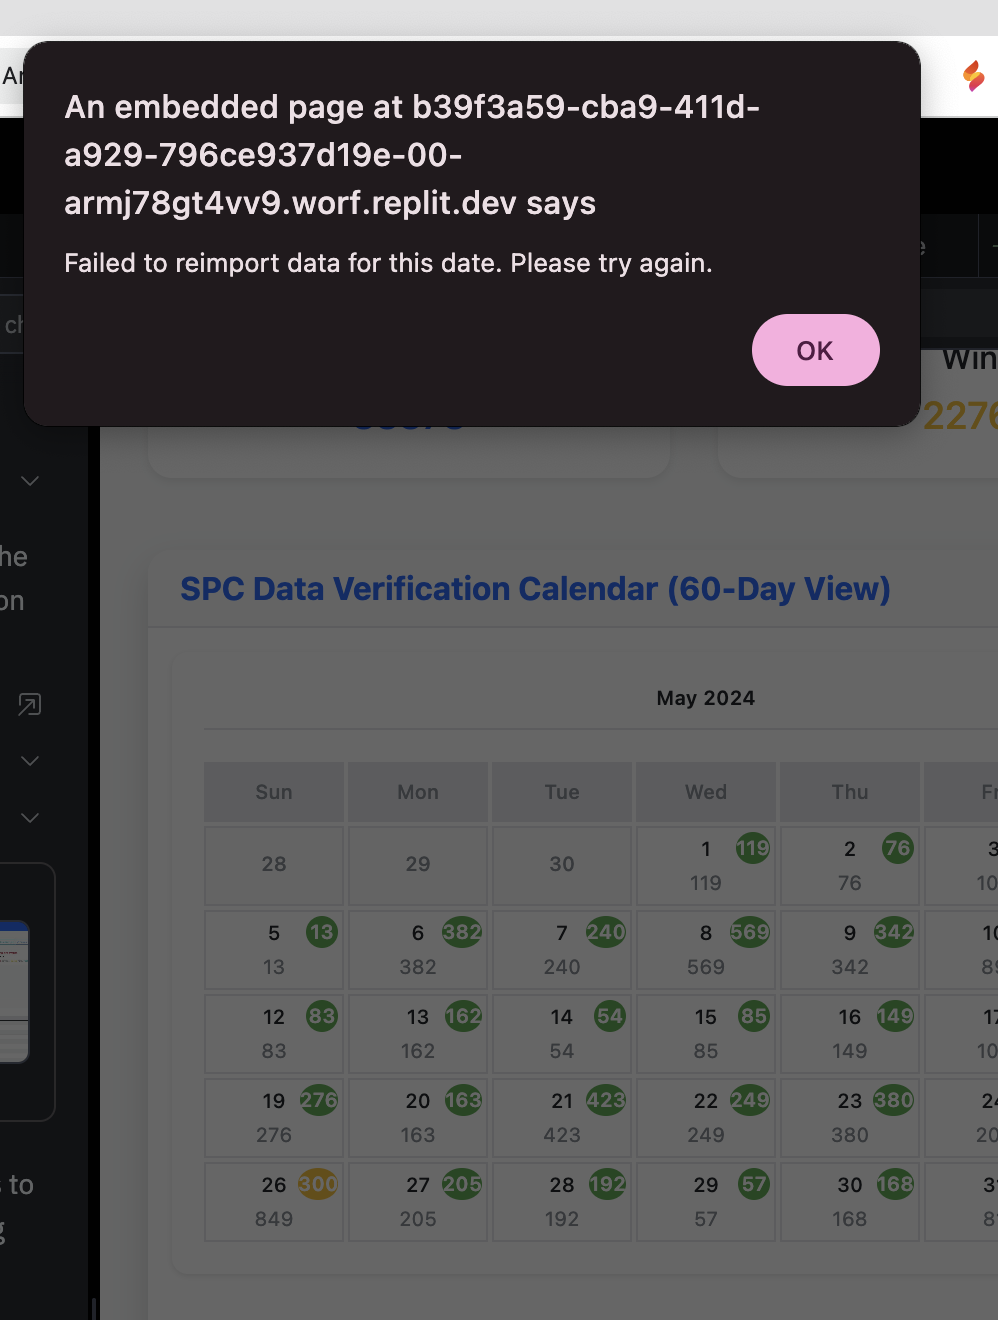 An embedded page at b39f3a59-cba9-411d-
a929-796ce937d19e-00-
armj78gt4vv9.worf.replit.dev says
Failed to reimport data for this date. Please try again.
OK
Win
2276
he
on
to
SPC Data Verification Calendar (60-Day View)
May 2024
Sun Mon Tue Wed Thu Fr
28 29 30 1 119 2 76 3
119 76 10
5 13 6 382 7 240 8 569 9 342 10
13 382 240 569 342 89
12 83 13 162 14 54 15 85 16 149 17
83 162 54 85 149 10
19 276 20 163 21 423 22 249 23 380 24
276 163 423 249 380 20
26 300 27 205 28 192 29 57 30 168 31
849 205 192 57 168 8